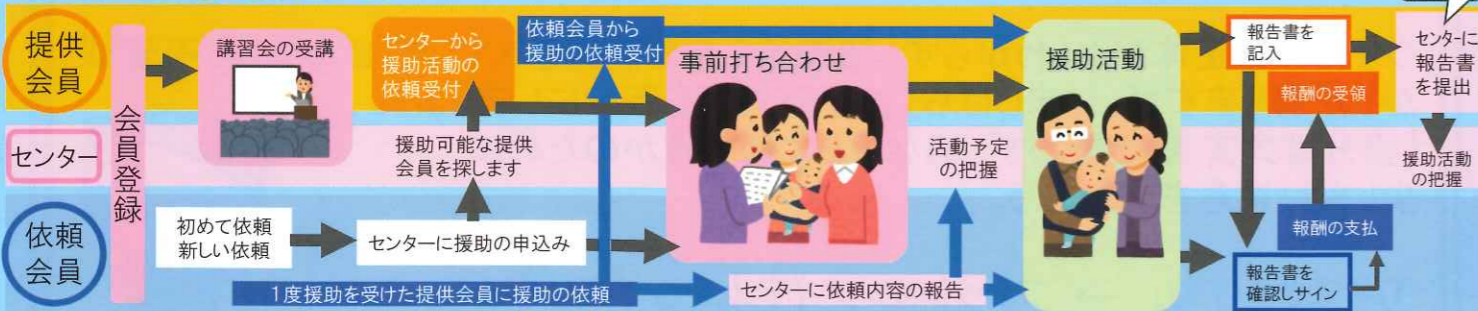 提供
会員
センター
依頼
会員
会員登録
講習会の受講
センターから
援助活動の
依頼受付
依頼会員から
援助の依頼受付
援助可能な提供
会員を探します
初めて依頼
新しい依頼
センターに援助の申込み
1度援助を受けた提供会員に援助の依頼
事前打ち合わせ
センターに依頼内容の報告
活動予定
の把握
援助活動
報告書を
記入
報酬の受領
報酬の支払
報告書を
確認しサイン
センターに
報告書
を提出
援助活動
の把握